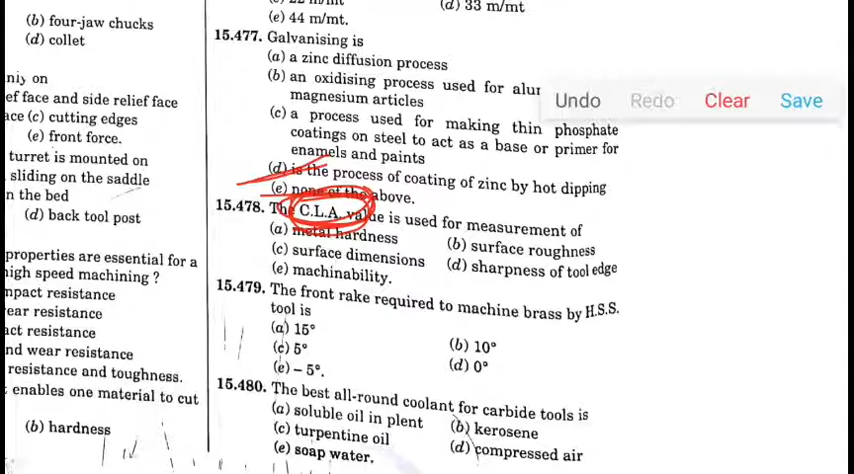 (b) four-jaw chucks
(d) collet
on
ef face and side relief face
ace (c) cutting edges
(e) front force.
turret is mounted on
sliding on the saddle
n the bed
(d) back tool post
properties are essential for a
high speed machining ?
mpact resistance
ear resistance
act resistance
nd wear resistance
resistance and toughness.
enables one material to cut
(b) hardness
(d) 33 m/mt
(e) 44 m/mt.
15.477. Galvanising is
(a) a zinc diffusion process
(b) an oxidising process used for alur
magnesium articles
(c) a process used for making thin phosphate
coatings on steel to act as a base or primer for
enamels and paints
(d) is the process of coating of zinc by hot dipping
(e) none of the above.
15.478. The C.L.A. value is used for measurement of
(a) metal hardness (b) surface roughness
(c) surface dimensions (d) sharpness of tool edge
(e) machinability.
15.479. The front rake required to machine brass by H.S.S.
tool is
(a) 15° (b) 10°
(c) 5° (d) 0°
(e) – 5°.
15.480. The best all-round coolant for carbide tools is
(a) soluble oil in plent (b) kerosene
(c) turpentine oil (d) compressed air
(e) soap water.
Undo Redo Clear Save